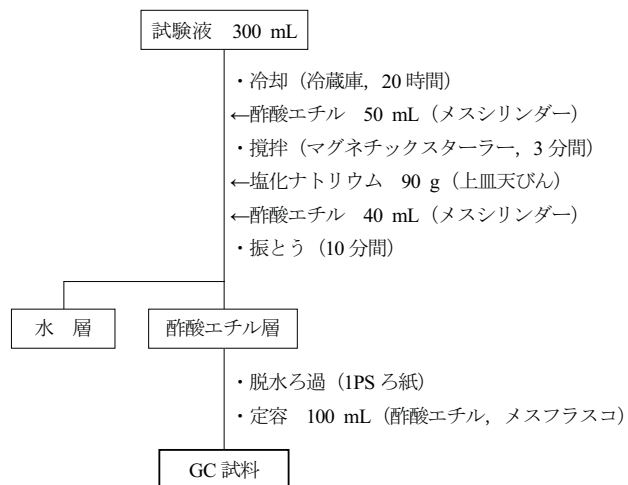 試験液 300 mL
・冷却（冷蔵庫，20 時間）
←酢酸エチル 50 mL（メスシリンダー）
・攪拌（マグネチックスターラー，3 分間）
←塩化ナトリウム 90 g（上皿天びん）
←酢酸エチル 40 mL（メスシリンダー）
・振とう（10 分間）
水 層
酢酸エチル層
・脱水ろ過（1PS ろ紙）
・定容 100 mL（酢酸エチル，メスフラスコ）
GC 試料